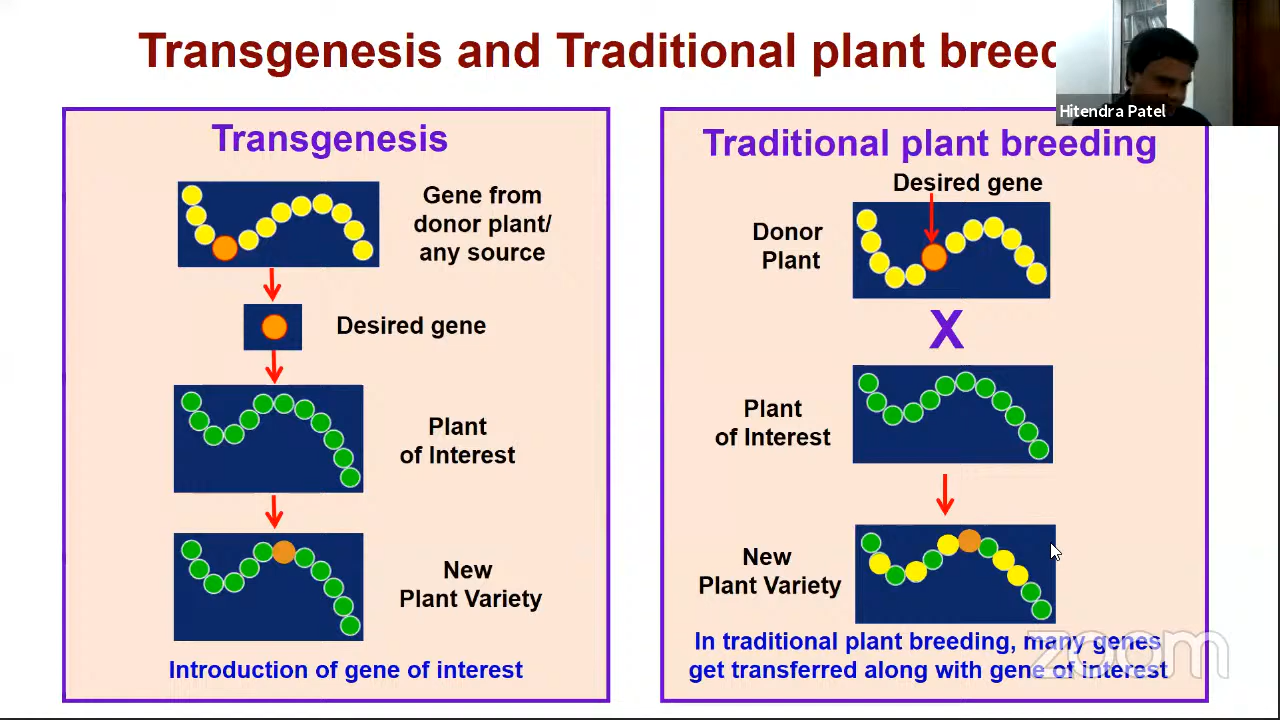 Transgenesis and Traditional plant breed
Hitendra Patel
Transgenesis
Gene from
donor plant/
any source
Desired gene
Plant
of Interest
New
Plant Variety
Introduction of gene of interest
Traditional plant breeding
Desired gene
Donor
Plant
X
Plant
of Interest
New
Plant Variety
In traditional plant breeding, many genes
get transferred along with gene of interest
zoom